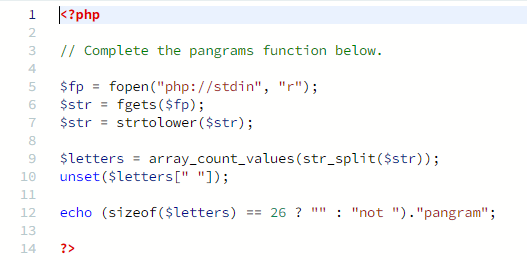 1 <?php
2
3 // Complete the pangrams function below.
4
5 $fp = fopen("php://stdin", "r");
6 $str = fgets($fp);
7 $str = strtolower($str);
8
9 $letters = array_count_values(str_split($str));
10 unset($letters[" "]);
11
12 echo (sizeof($letters) == 26 ? "" : "not ")."pangram";
13
14 ?>